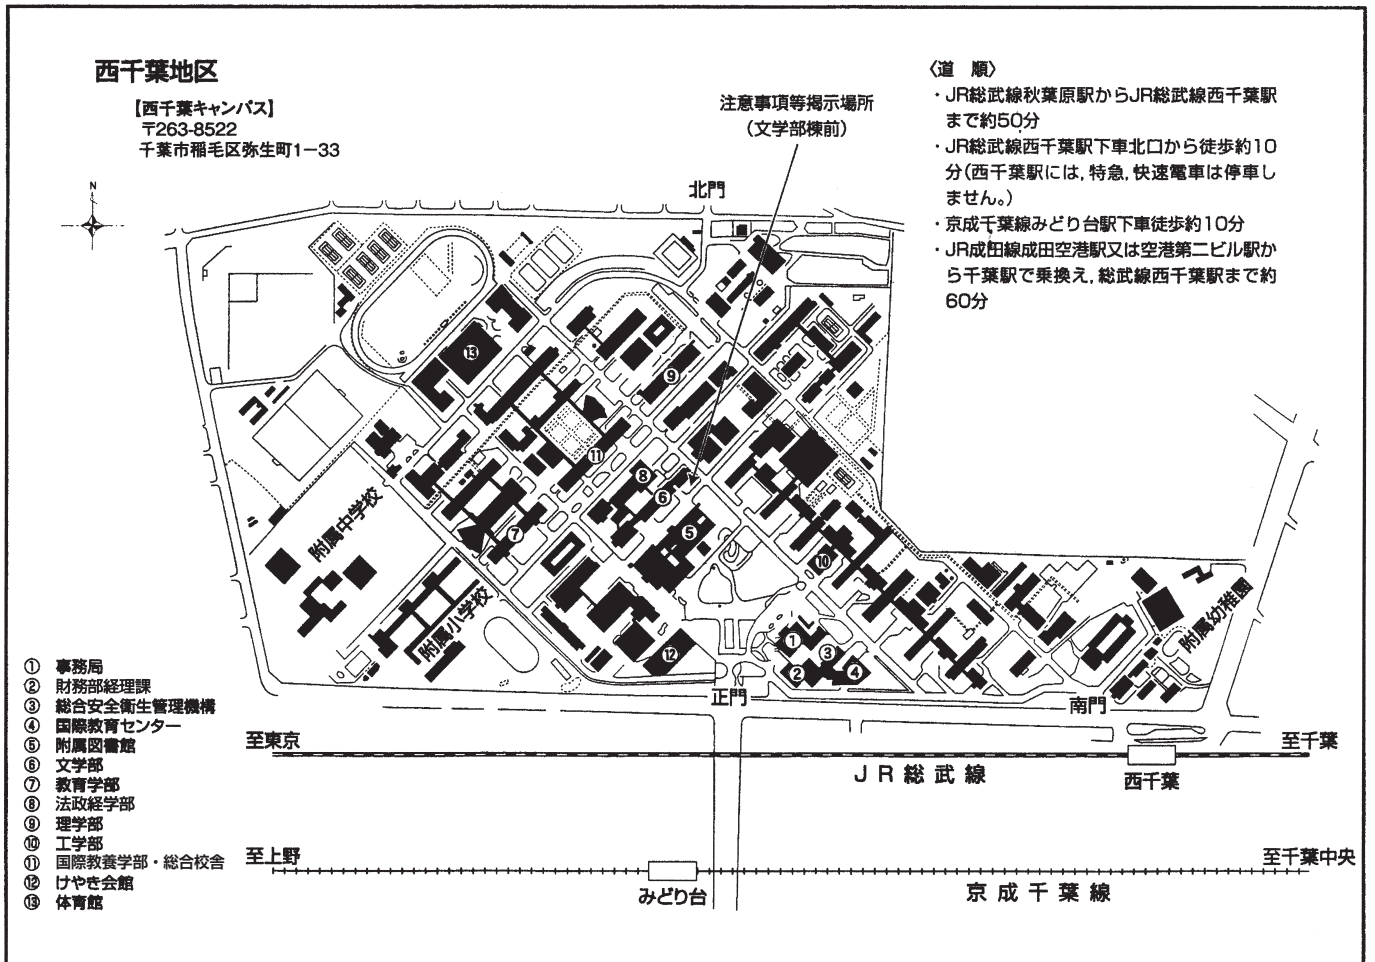 西千葉地区
【西千葉キャンパス】
〒263-8522
千葉市稲毛区弥生町1−33
〈道　順〉
・JR総武線秋葉原駅からJR総武線西千葉駅
まで約50分
・JR総武線西千葉駅下車北口から徒歩約10
分(西千葉駅には,特急,快速電車は停車し
ません。)
・京成千葉線みどり台駅下車徒歩約10分
・JR成田線成田空港駅又は空港第二ビル駅か
ら千葉駅で乗換え,総武線西千葉駅まで約
60分
注意事項等掲示場所
(文学部棟前)
N
北門
⑬
⑨
⑪
⑧
⑥
⑤
⑦
⑩
附属中学校
附属小学校
附属幼稚園
①
③
②
④
⑫
正門
南門
① 事務局
② 財務部経理課
③ 総合安全衛生管理機構
④ 国際教育センター
⑤ 附属図書館
⑥ 文学部
⑦ 教育学部
⑧ 法政経学部
⑨ 理学部
⑩ 工学部
⑪ 国際教養学部・総合校舎
⑫ けやき会館
⑬ 体育館
至東京
至千葉
JR総武線
西千葉
至上野
至千葉中央
みどり台
京成千葉線